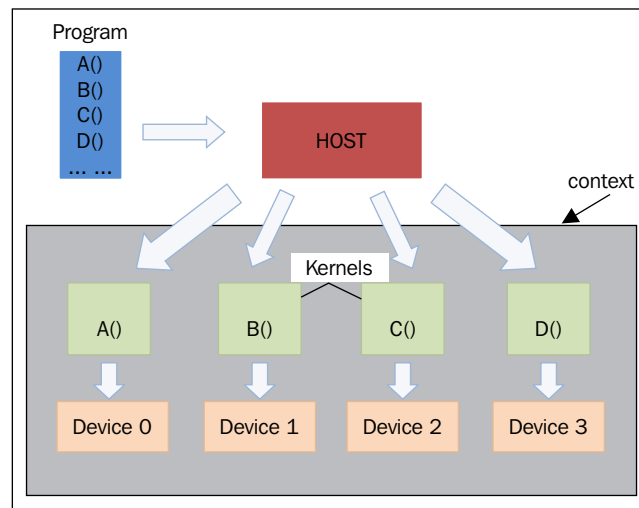 Program
A()
B()
C()
D()
... ...
HOST
context
Kernels
A()
B()
C()
D()
Device 0
Device 1
Device 2
Device 3